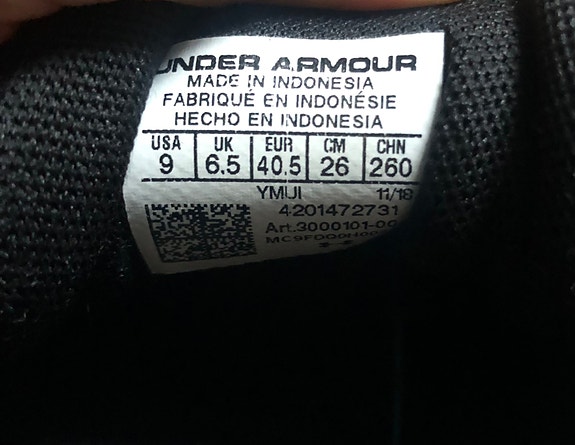 UNDER ARMOUR
MADE IN INDONESIA
FABRIQUÉ EN INDONÉSIE
HECHO EN INDONESIA
USA UK EUR CM CHN
9 6.5 40.5 26 260
YMUI 11/18
4201472731